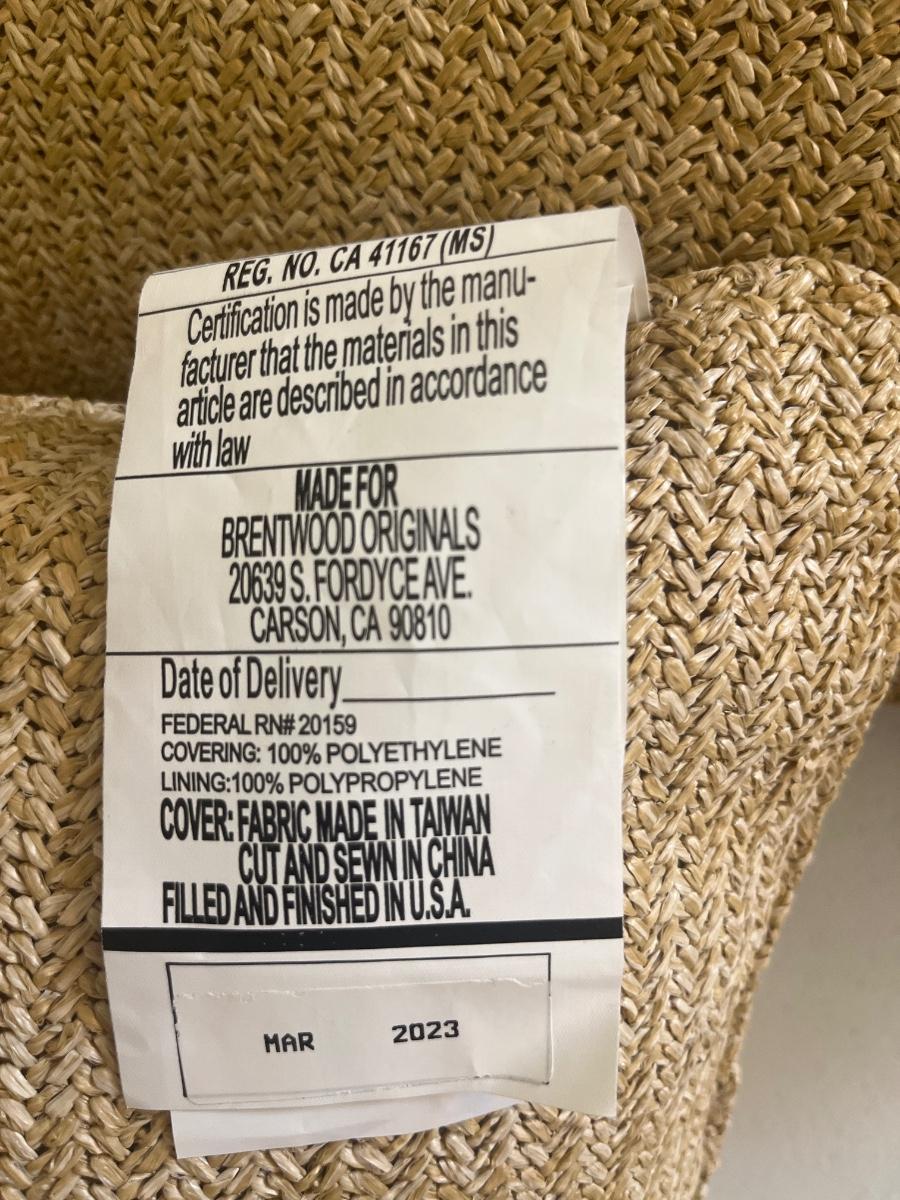 REG. NO. CA 41167 (MS)
Certification is made by the manu-
facturer that the materials in this
article are described in accordance
with law
MADE FOR
BRENTWOOD ORIGINALS
20639 S. FORDYCE AVE.
CARSON, CA 90810
Date of Delivery
FEDERAL RN# 20159
COVERING: 100% POLYETHYLENE
LINING:100% POLYPROPYLENE
COVER: FABRIC MADE IN TAIWAN
CUT AND SEWN IN CHINA
FILLED AND FINISHED IN U.S.A.
MAR 2023